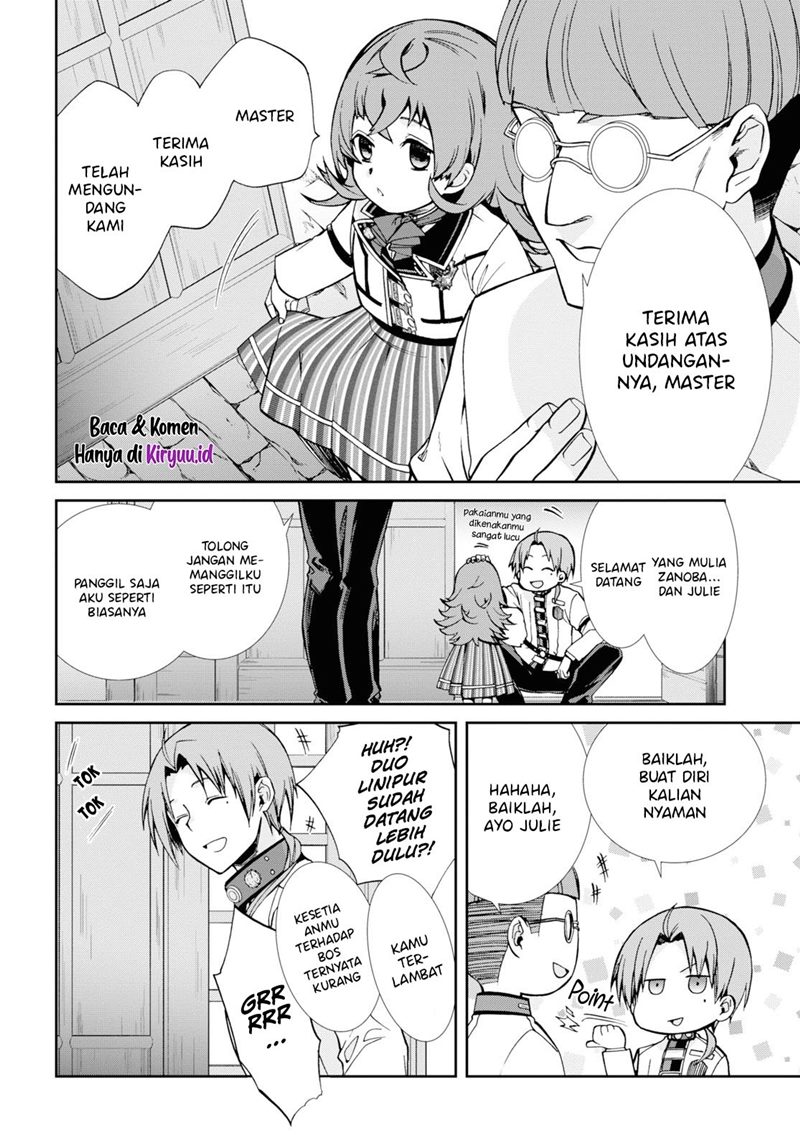 TERIMA
KASIH ATAS
UNDANGAN-
NYA, MASTER
MASTER
TERIMA
KASIH
TELAH
MENGUN-
DANG
KAMI
Baca & Komen
Hanya di Kiryuu.id
YANG MULIA
ZANOBA...
DAN JULIE
SELAMAT
DATANG
Pakaianmu yang
dikenakanmu
sangat lucu
TOLONG
JANGAN ME-
MANGGILKU
SEPERTI ITU
PANGGIL SAJA
AKU SEPERTI
BIASANYA
BAIKLAH,
BUAT DIRI
KALIAN
NYAMAN
HAHAHA,
BAIKLAH,
AYO JULIE
Point
HUH?!
DUO
LINIPUR
SUDAH
DATANG
LEBIH
DULU?!
KAMU
TER-
LAMBAT
KESETIA
ANMU
TERHADAP
BOS
TERNYATA
KURANG
GRR
RRR
...
TOK
TOK